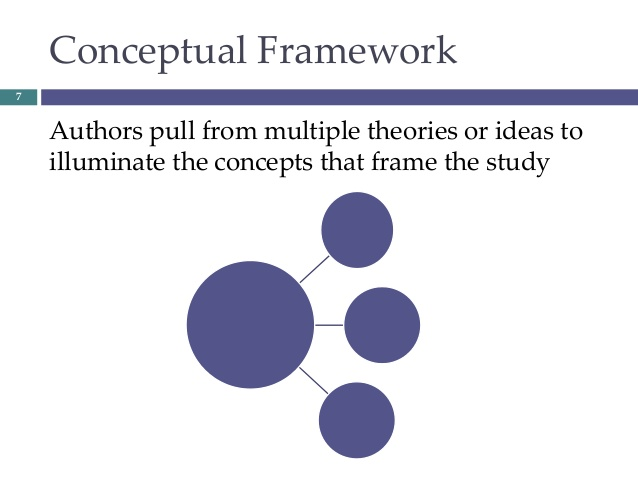 Conceptual Framework
7
Authors pull from multiple theories or ideas to
illuminate the concepts that frame the study